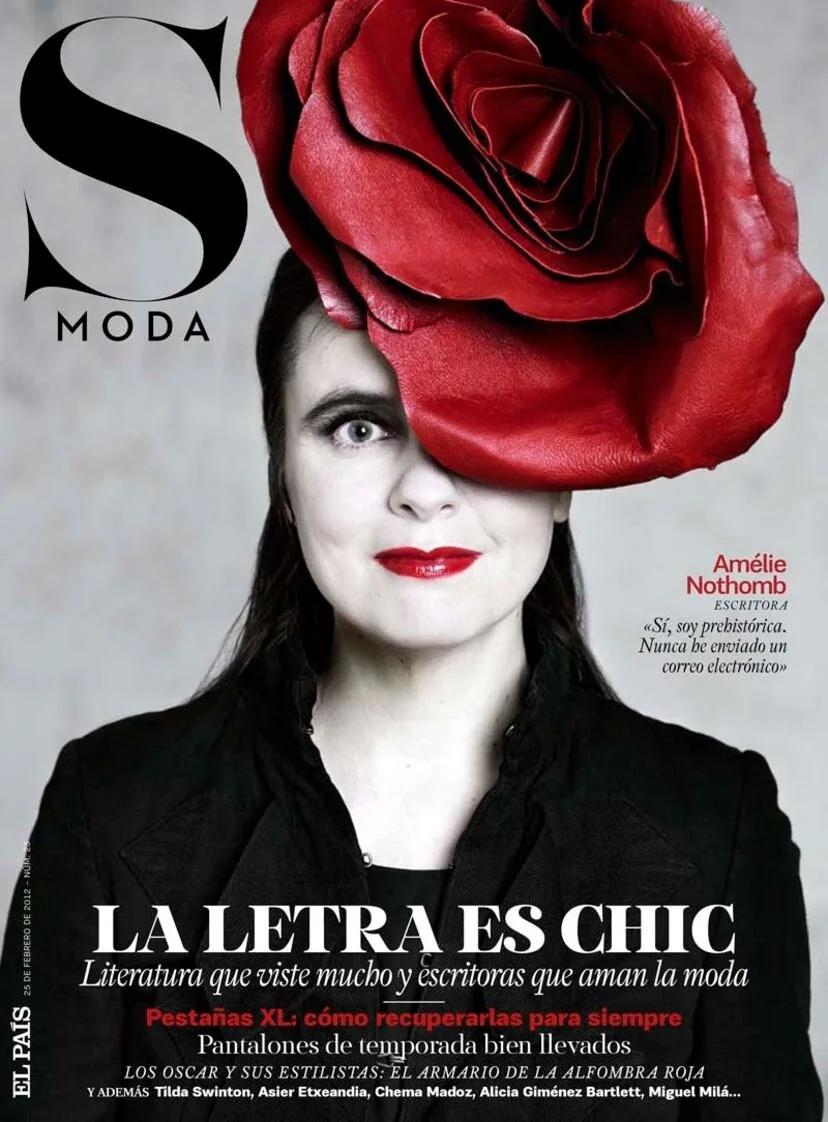 S
MODA
Amélie
Nothomb
ESCRITORA
«Sí, soy prehistórica.
Nunca he enviado un
correo electrónico»
EL PAÍS 25 DE FEBRERO DE 2012 - NÚM. 23
LA LETRA ES CHIC
Literatura que viste mucho y escritoras que aman la moda
Pestañas XL: cómo recuperarlas para siempre
Pantalones de temporada bien llevados
LOS OSCAR Y SUS ESTILISTAS: EL ARMARIO DE LA ALFOMBRA ROJA
Y ADEMÁS Tilda Swinton, Asier Etxeandia, Chema Madoz, Alicia Giménez Bartlett, Miguel Milá...